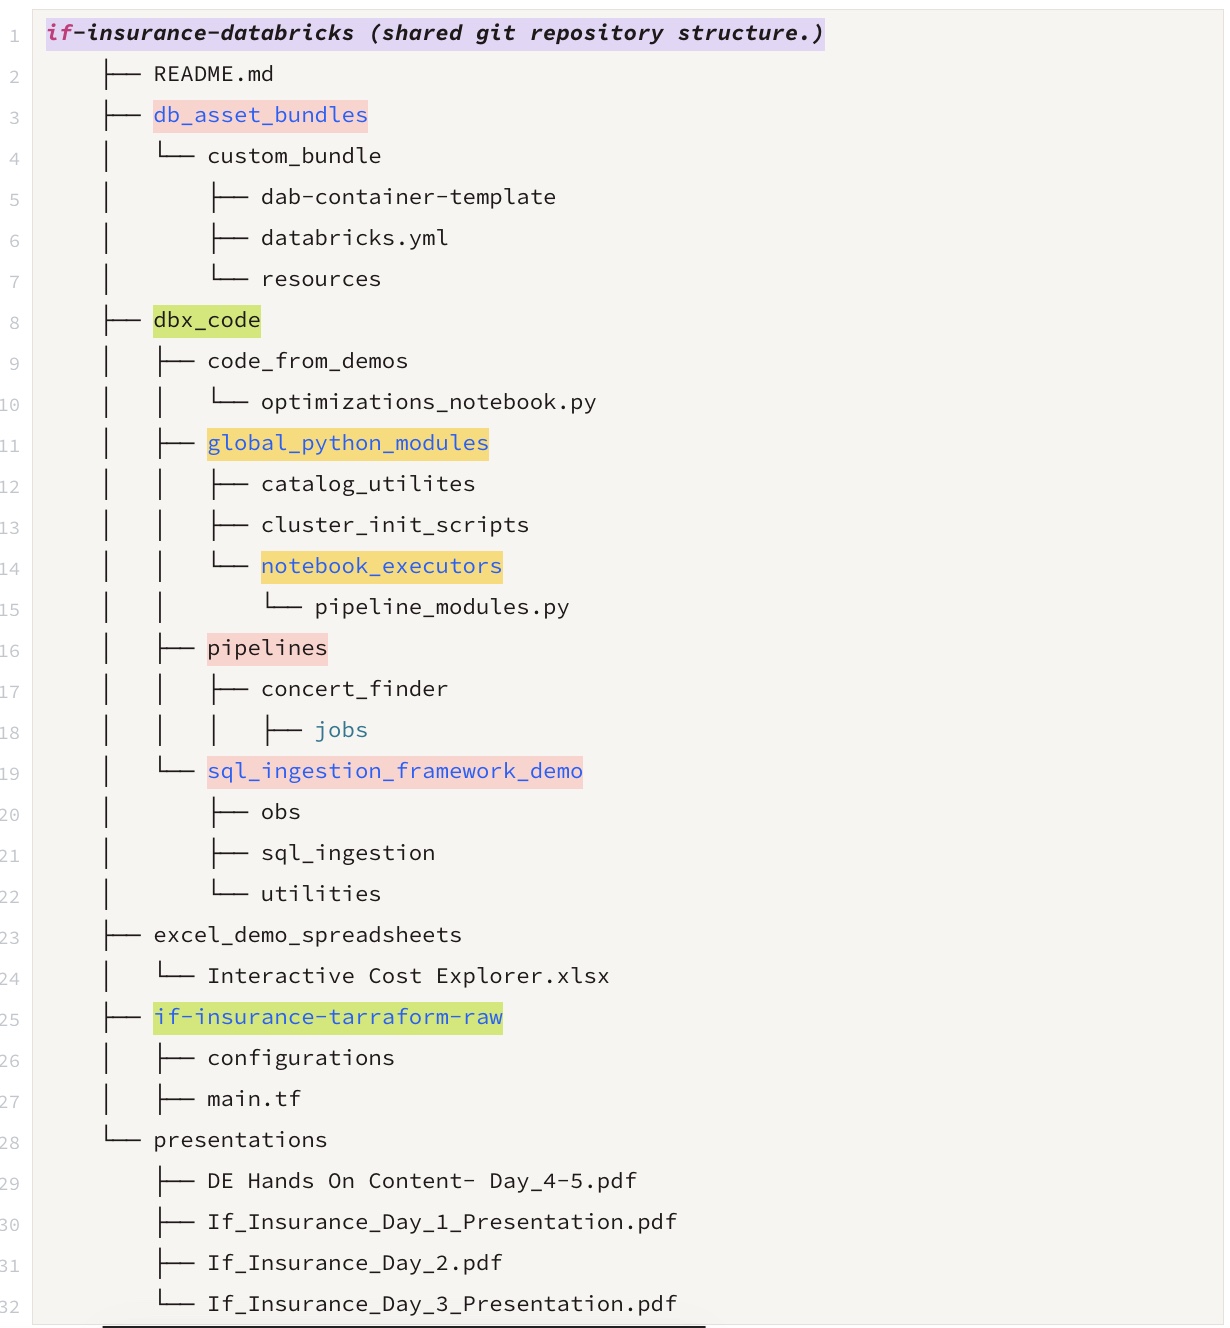 1 if-insurance-databricks (shared git repository structure.)
2 ├── README.md
3 ├── db_asset_bundles
4 │   └── custom_bundle
5 │       ├── dab-container-template
6 │       ├── databricks.yml
7 │       └── resources
8 ├── dbx_code
9 │   ├── code_from_demos
10 │   │   └── optimizations_notebook.py
11 │   ├── global_python_modules
12 │   │   ├── catalog_utilites
13 │   │   ├── cluster_init_scripts
14 │   │   └── notebook_executors
15 │   │       └── pipeline_modules.py
16 │   ├── pipelines
17 │   │   ├── concert_finder
18 │   │   │   ├── jobs
19 │   └── sql_ingestion_framework_demo
20 │       ├── obs
21 │       ├── sql_ingestion
22 │       └── utilities
23 ├── excel_demo_spreadsheets
24 │   └── Interactive Cost Explorer.xlsx
25 ├── if-insurance-tarraform-raw
26 │   ├── configurations
27 │   ├── main.tf
28 └── presentations
29     ├── DE Hands On Content- Day_4-5.pdf
30     ├── If_Insurance_Day_1_Presentation.pdf
31     ├── If_Insurance_Day_2.pdf
32     └── If_Insurance_Day_3_Presentation.pdf